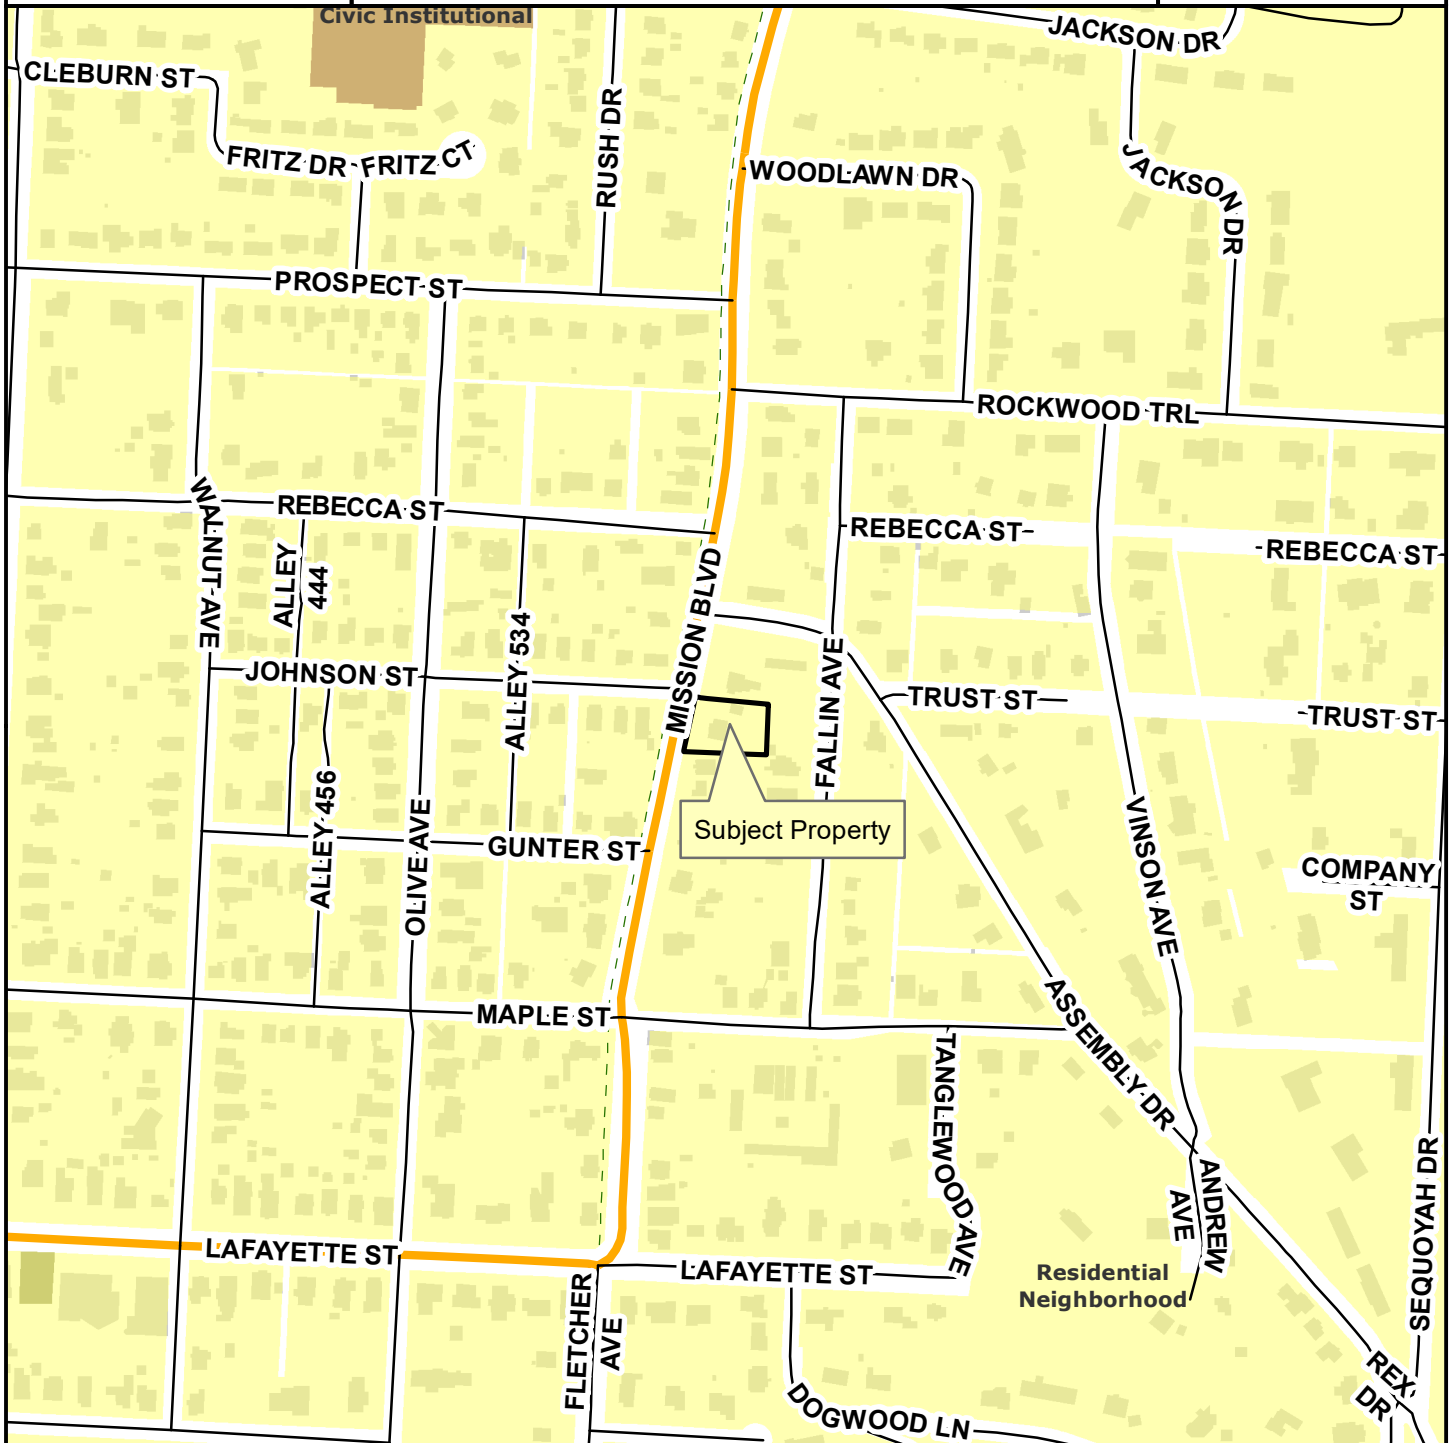 Civic Institutional
JACKSON DR
CLEBURN ST
RUSH DR
FRITZ DR
FRITZ CT
WOODLAWN DR
JACKSON DR
PROSPECT ST
ROCKWOOD TRL
WALNUT AVE
REBECCA ST
REBECCA ST
REBECCA ST
ALLEY
444
MISSION BLVD
ALLEY 534
FALLIN AVE
JOHNSON ST
TRUST ST
TRUST ST
ALLEY 456
OLIVE AVE
Subject Property
VINSON AVE
GUNTER ST
COMPANY
ST
MAPLE ST
ASSEMBLY DR
TANGLEWOOD AVE
ANDREW
AVE
SEQUOYAH DR
LAFAYETTE ST
LAFAYETTE ST
Residential
Neighborhood
FLETCHER
AVE
REX
DR
DOGWOOD LN